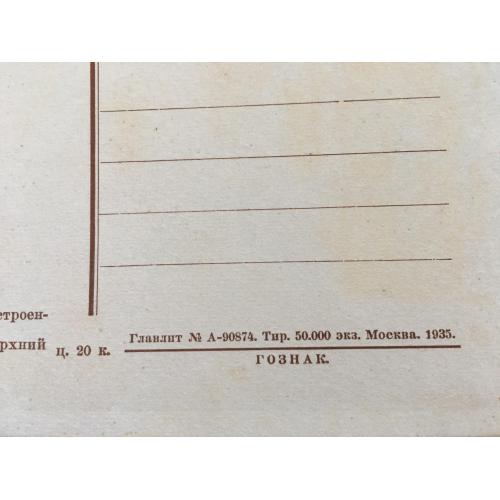 строен-
рхний ц. 20 к.
Главлит № А-90874. Тир. 50.000 экз. Москва. 1935.
ГОЗНАК.